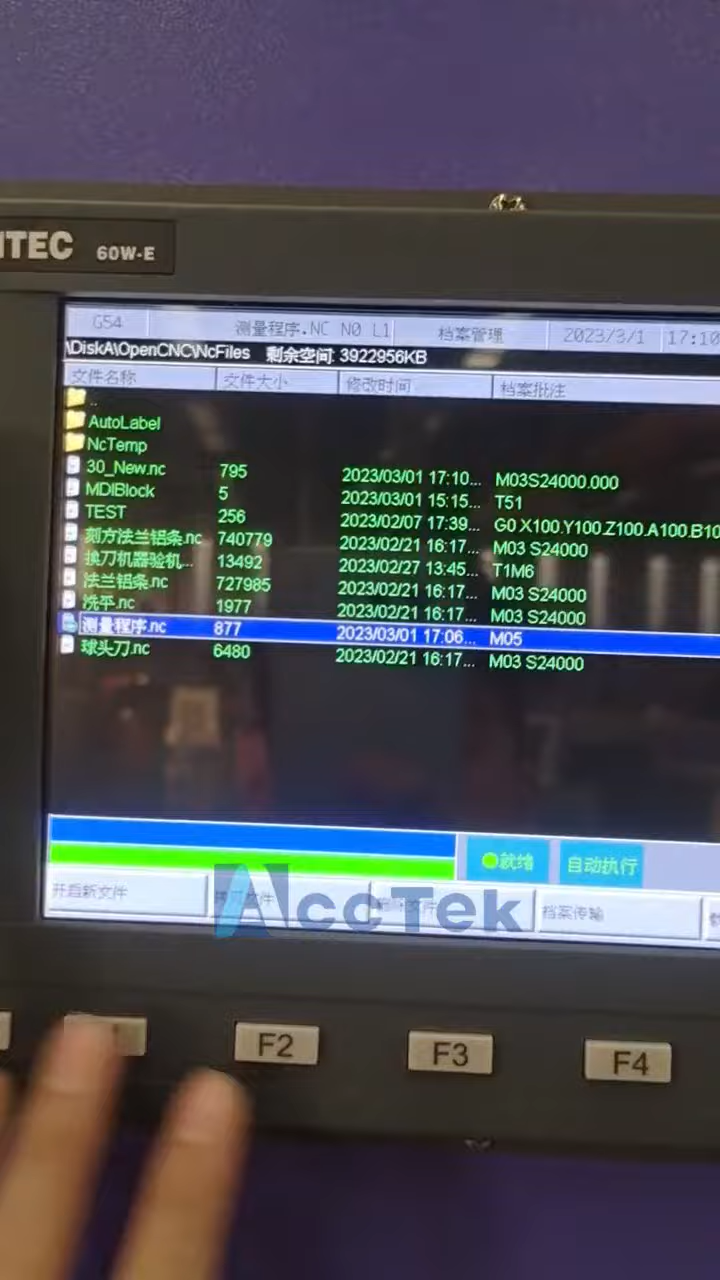 NTEC 60W-E
G54 测量程序.NC N0 L1 档案管理 2023/3/1 17:10
\DiskA\OpenCNC\NcFiles 剩余空间: 3922956KB
文件名称 文件大小 修改时间 档案批注
..
AutoLabel
NcTemp
30_New.nc 795 2023/03/01 17:10... M03S24000.000
MDIBlock 5 2023/03/01 15:15... T51
TEST 256 2023/02/07 17:39... G0 X100.Y100.Z100.A100.B10
刻方法兰铝条.nc 740779 2023/02/21 16:17... M03 S24000
换刀机器验机... 13492 2023/02/27 13:45... T1M6
法兰铝条.nc 727985 2023/02/21 16:17... M03 S24000
洗平.nc 1977 2023/02/21 16:17... M03 S24000
测量程序.nc 877 2023/03/01 17:06... M05
球头刀.nc 6480 2023/02/21 16:17... M03 S24000
就绪 自动执行
开启新文件 文件 文件 档案传输
AccTek
F2 F3 F4